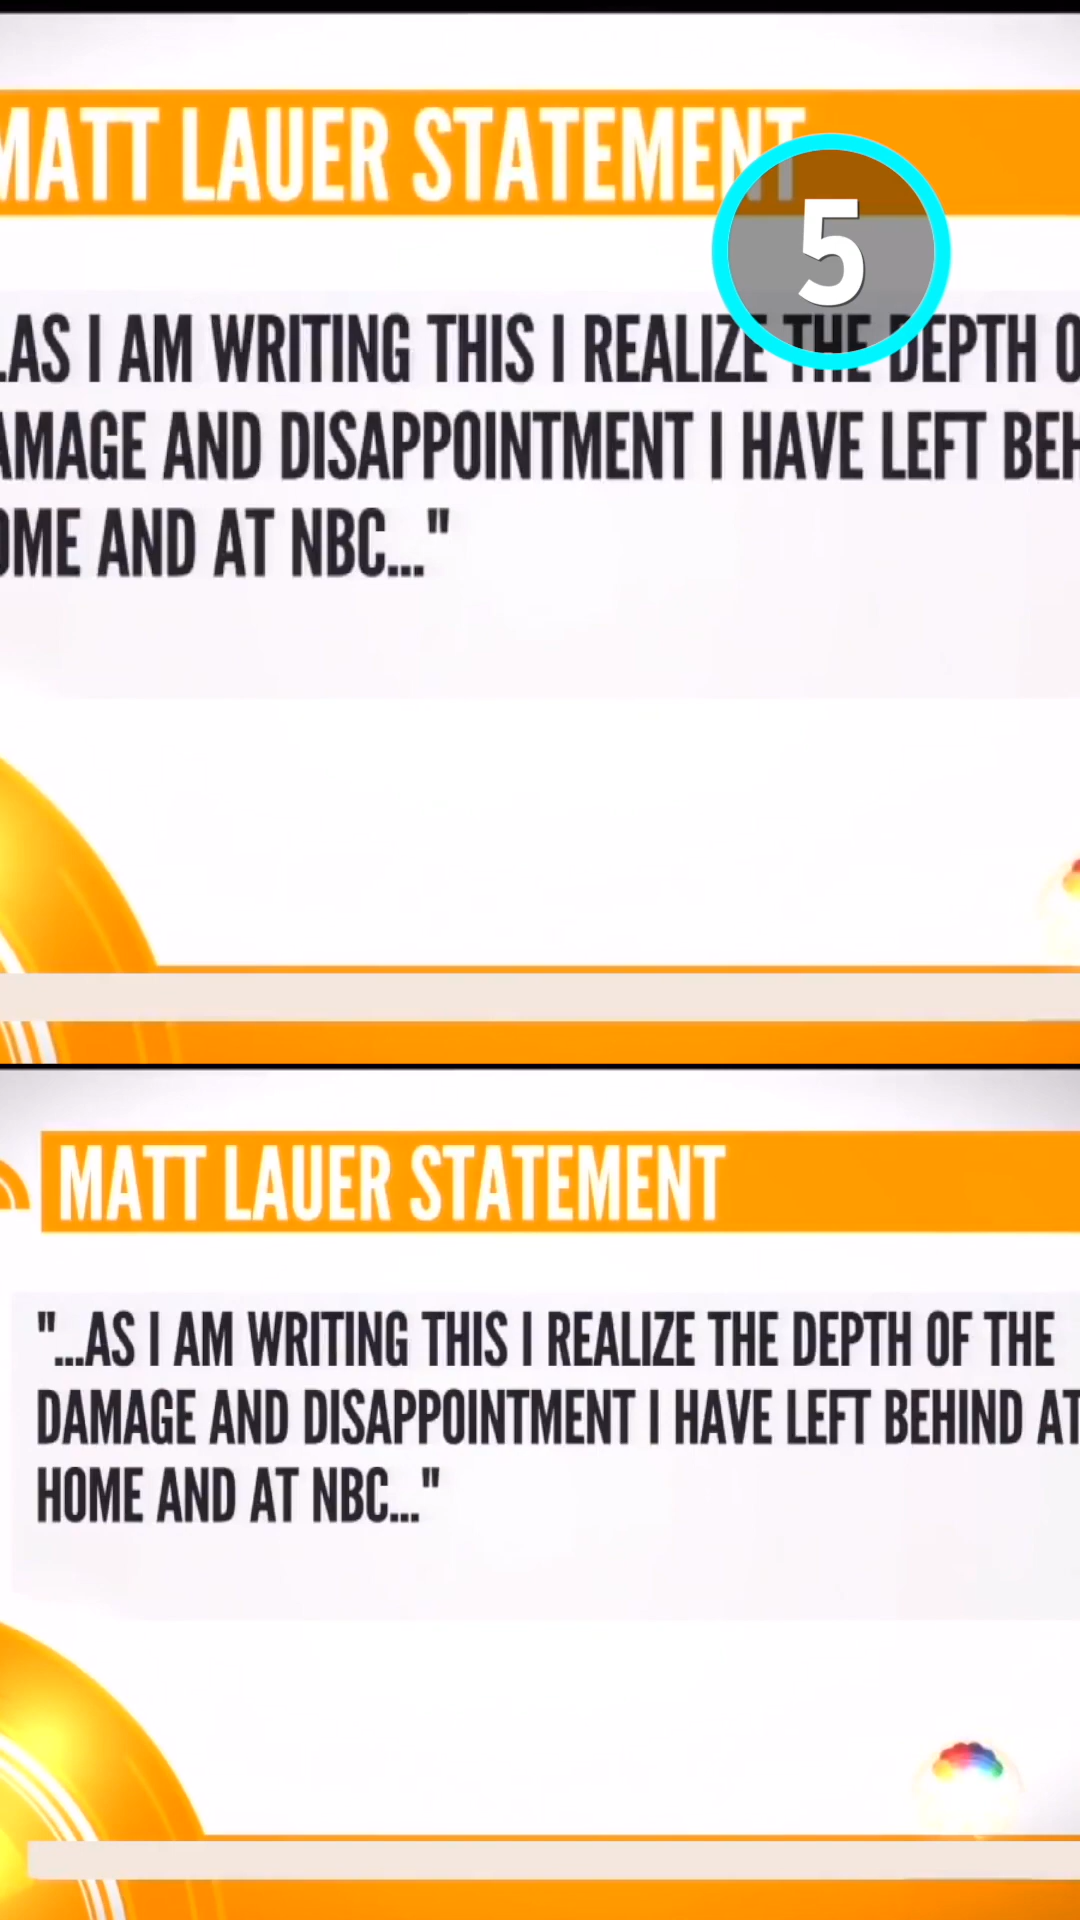 MATT LAUER STATEMENT
5
.AS I AM WRITING THIS I REALIZE THE DEPTH O
AMAGE AND DISAPPOINTMENT I HAVE LEFT BEH
OME AND AT NBC..."
MATT LAUER STATEMENT
"...AS I AM WRITING THIS I REALIZE THE DEPTH OF THE
DAMAGE AND DISAPPOINTMENT I HAVE LEFT BEHIND AT
HOME AND AT NBC..."